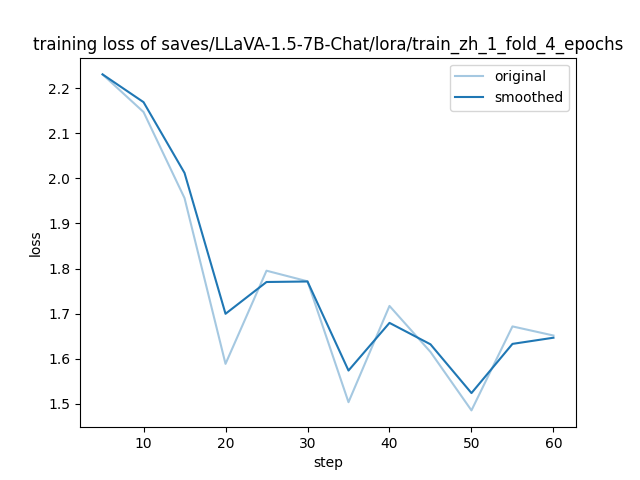 training loss of saves/LLaVA-1.5-7B-Chat/lora/train_zh_1_fold_4_epochs
original
smoothed
2.2
2.1
2.0
1.9
1.8
1.7
1.6
1.5
loss
10 20 30 40 50 60
step